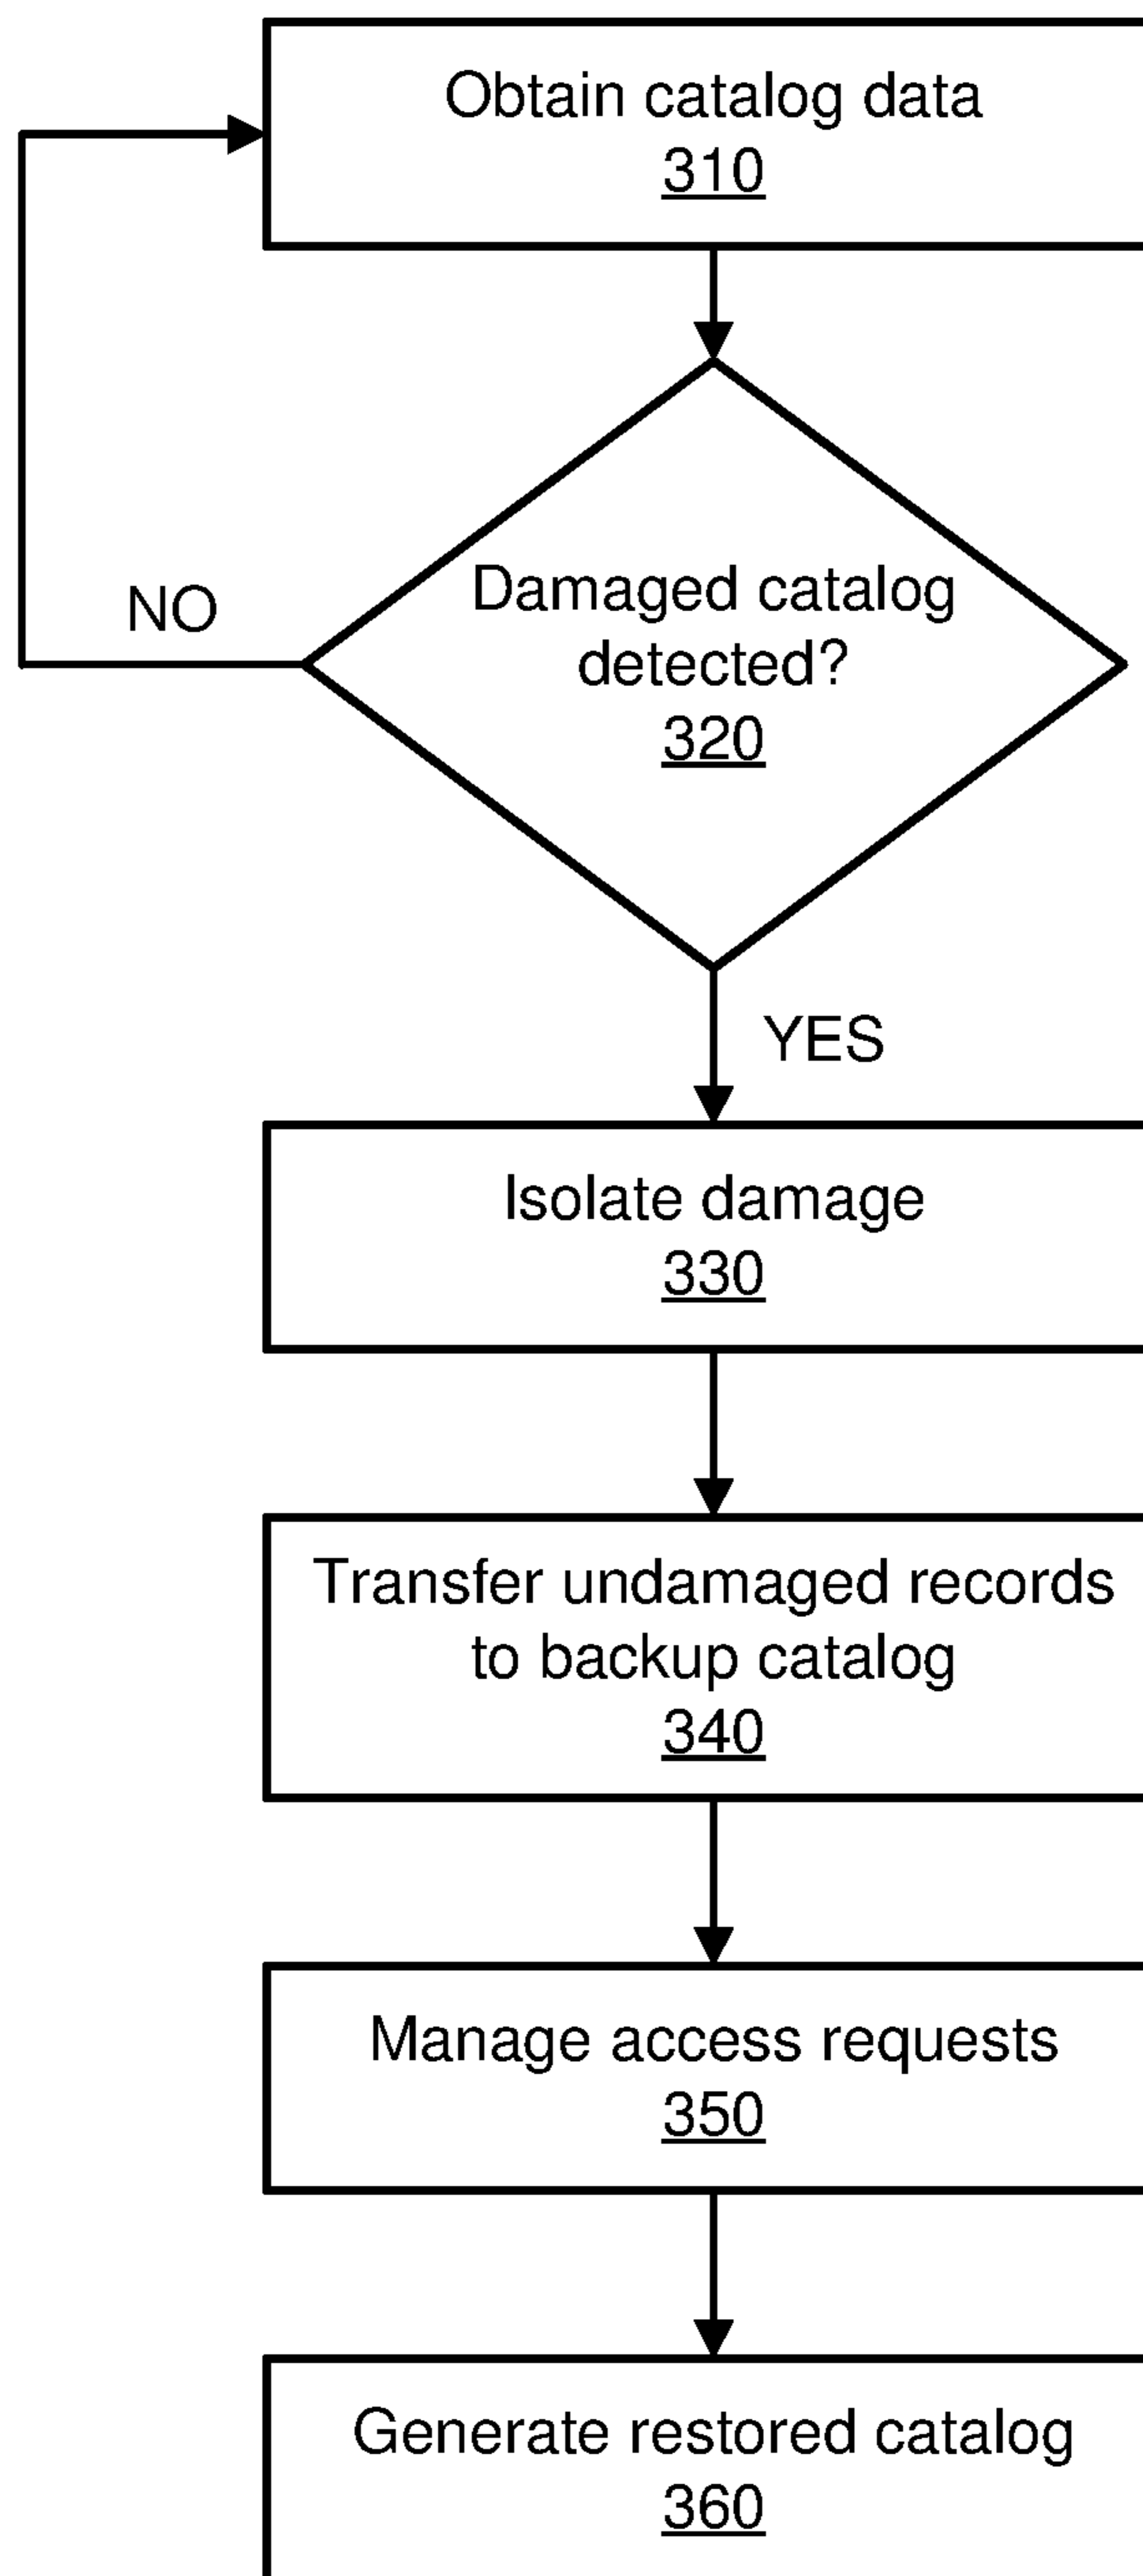 Obtain catalog data
310
Damaged catalog
detected?
320
NO
YES
Isolate damage
330
Transfer undamaged records
to backup catalog
340
Manage access requests
350
Generate restored catalog
360